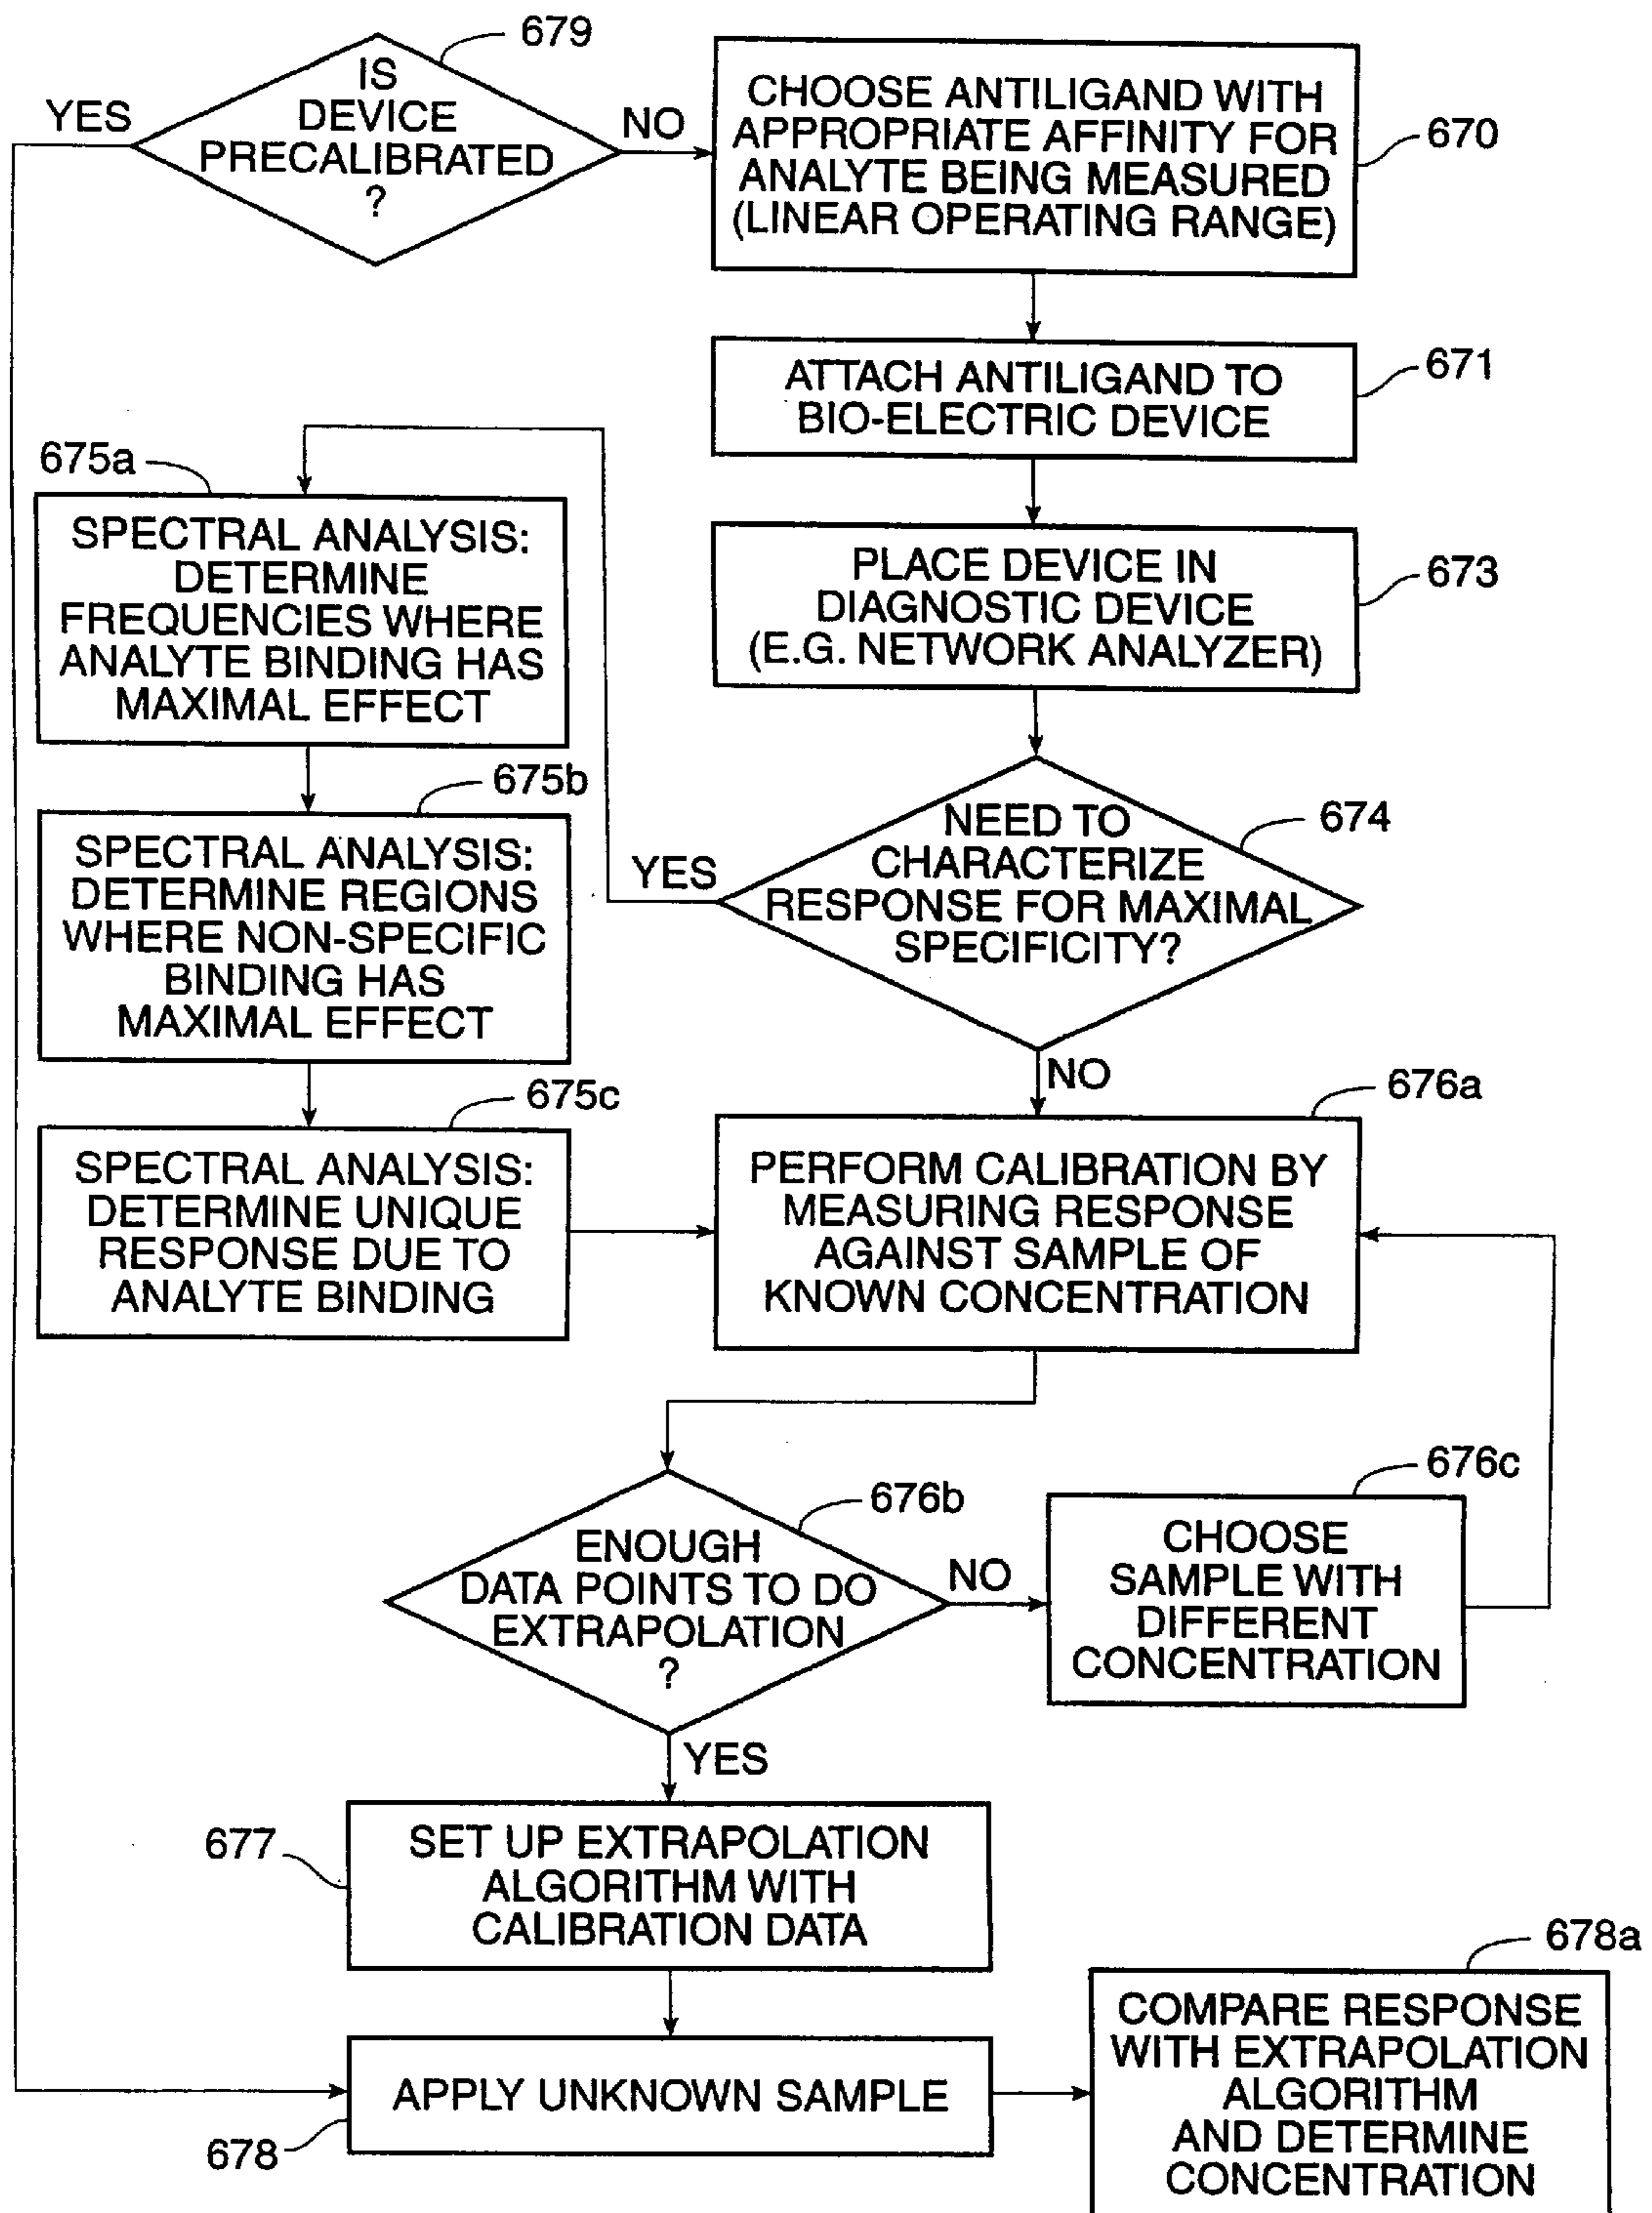 679
IS
DEVICE
PRECALIBRATED
?
YES
NO
CHOOSE ANTILIGAND WITH
APPROPRIATE AFFINITY FOR
ANALYTE BEING MEASURED
(LINEAR OPERATING RANGE)
670
ATTACH ANTILIGAND TO
BIO-ELECTRIC DEVICE
671
PLACE DEVICE IN
DIAGNOSTIC DEVICE
(E.G. NETWORK ANALYZER)
673
NEED TO
CHARACTERIZE
RESPONSE FOR MAXIMAL
SPECIFICITY?
674
YES
NO
675a
SPECTRAL ANALYSIS:
DETERMINE
FREQUENCIES WHERE
ANALYTE BINDING HAS
MAXIMAL EFFECT
675b
SPECTRAL ANALYSIS:
DETERMINE REGIONS
WHERE NON-SPECIFIC
BINDING HAS
MAXIMAL EFFECT
675c
SPECTRAL ANALYSIS:
DETERMINE UNIQUE
RESPONSE DUE TO
ANALYTE BINDING
676a
PERFORM CALIBRATION BY
MEASURING RESPONSE
AGAINST SAMPLE OF
KNOWN CONCENTRATION
676b
ENOUGH
DATA POINTS TO DO
EXTRAPOLATION
?
NO
676c
CHOOSE
SAMPLE WITH
DIFFERENT
CONCENTRATION
YES
677
SET UP EXTRAPOLATION
ALGORITHM WITH
CALIBRATION DATA
678
APPLY UNKNOWN SAMPLE
678a
COMPARE RESPONSE
WITH EXTRAPOLATION
ALGORITHM
AND DETERMINE
CONCENTRATION